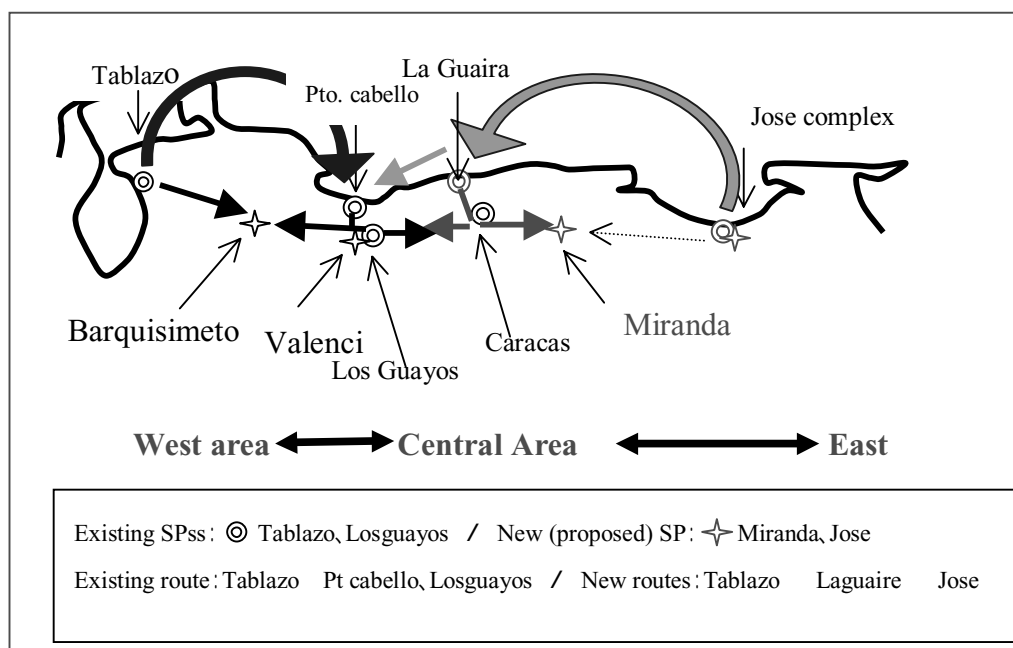 La Guaira
Tablazo
Pto. cabello
Jose complex
Barquisimeto
Valenci
Miranda
Caracas
Los Guayos
West area
Central Area
East
Existing SPss: ◎ Tablazo、Losguayos / New (proposed) SP: ✧ Miranda、Jose
Existing route: Tablazo Pt cabello、Losguayos / New routes: Tablazo Laguaire Jose